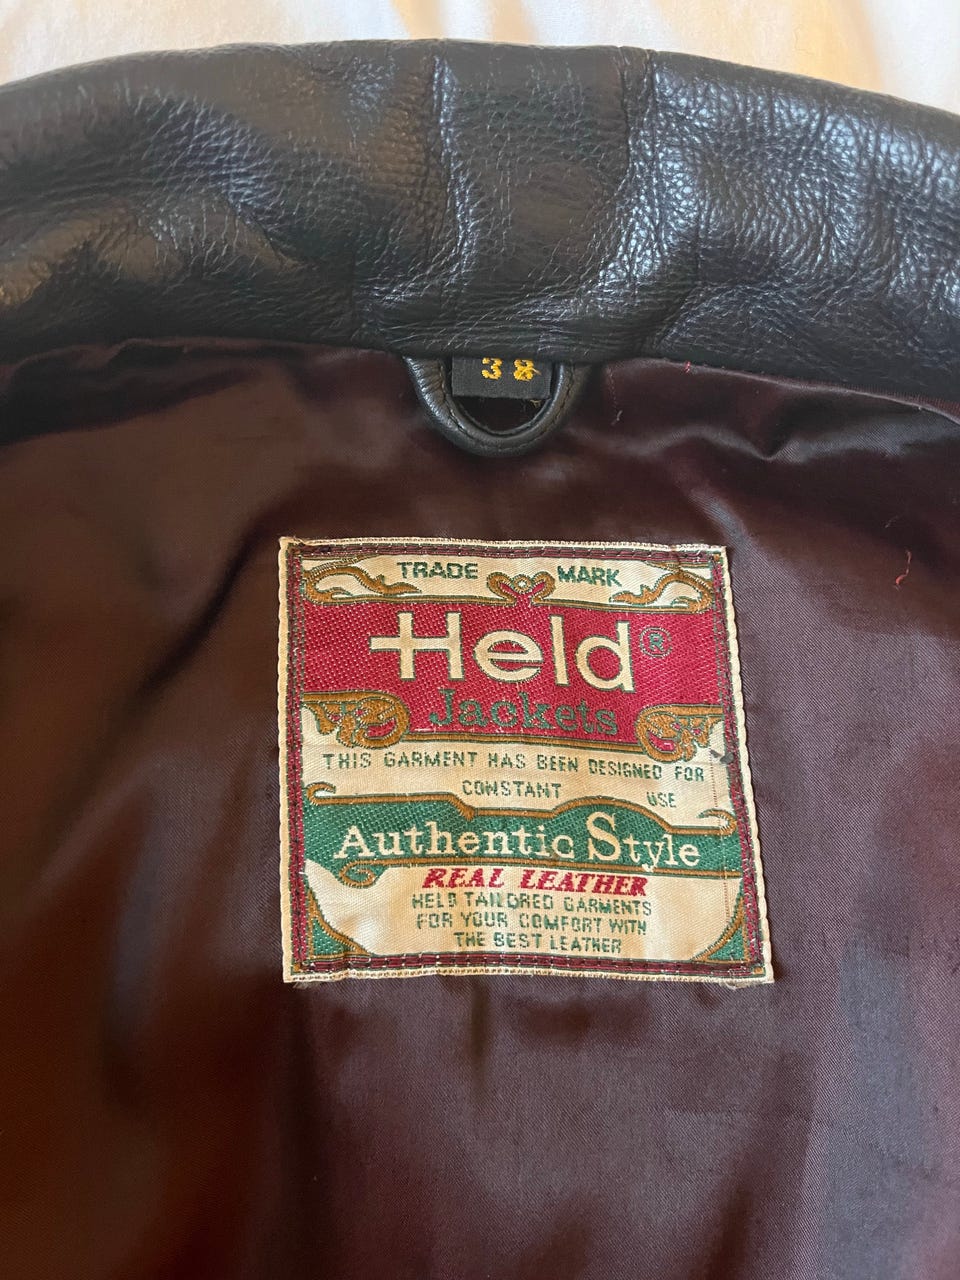 38
TRADE MARK
Held®
Jackets
THIS GARMENT HAS BEEN DESIGNED FOR
CONSTANT USE
Authentic Style
REAL LEATHER
HELD TAILORED GARMENTS
FOR YOUR COMFORT WITH
THE BEST LEATHER